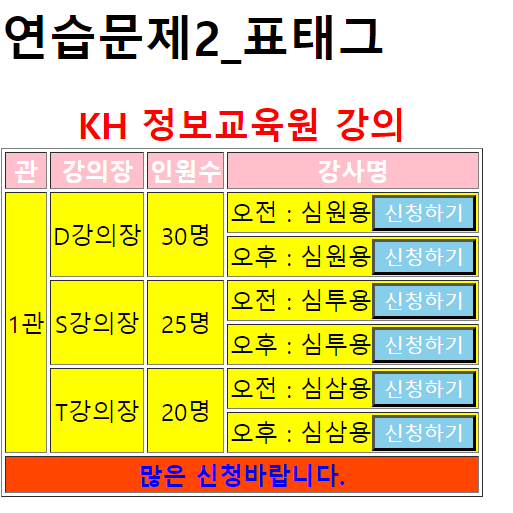 연습문제2_표태그
KH 정보교육원 강의
관 강의장 인원수 강사명
1관 D강의장 30명 오전 : 심원용 신청하기
오후 : 심원용 신청하기
S강의장 25명 오전 : 심투용 신청하기
오후 : 심투용 신청하기
T강의장 20명 오전 : 심삼용 신청하기
오후 : 심삼용 신청하기
많은 신청바랍니다.